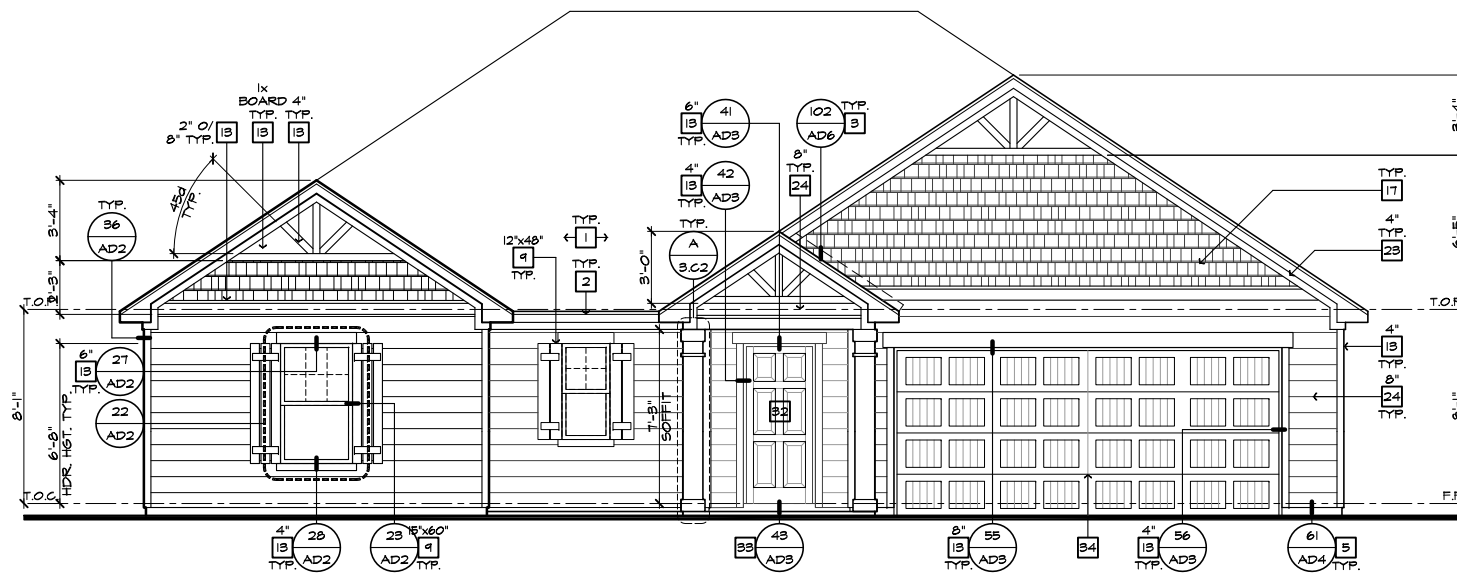 1x
BOARD 4"
TYP. TYP.
13 13
2" O/
8" TYP.
13
45d
TYP.
TYP.
36
AD2
3'-4"
2'-3"
T.O.P.
8'-1"
6'-8"
HDR. HGT. TYP.
T.O.C.
6"
13
TYP.
27
AD2
22
AD2
4"
13
TYP.
28
AD2
23
AD2
15"x60"
9
TYP.
12"x48"
9
TYP.
TYP.
1
TYP.
2
TYP.
A
3.C2
3'-0"
7'-3"
SOFFIT
6"
13
TYP.
41
AD3
4"
13
TYP.
42
AD3
8"
TYP.
24
102
AD6
TYP.
3
32
33
43
AD3
8"
13
TYP.
55
AD3
34
4"
13
TYP.
56
AD3
61
AD4
5
TYP.
TYP.
17
4"
TYP.
23
T.O.P.
4"
13
TYP.
8"
24
TYP.
F.F.